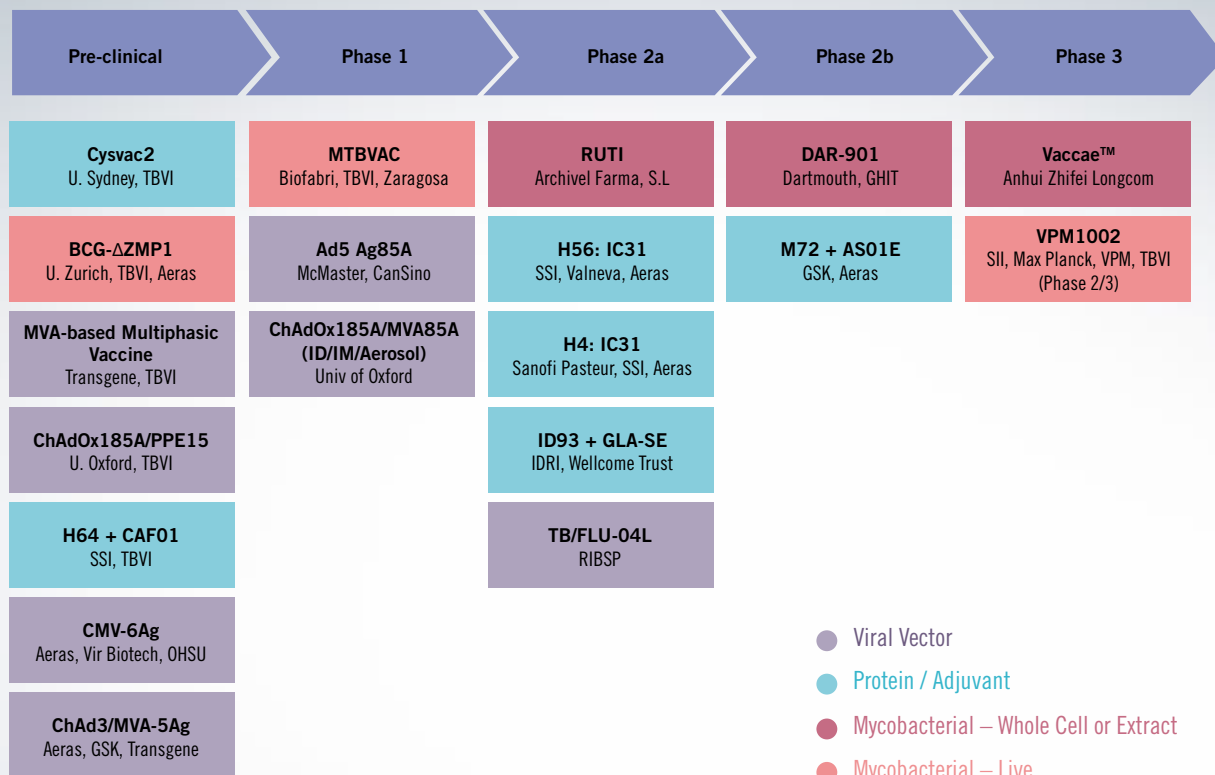 Pre-clinical
Phase 1
Phase 2a
Phase 2b
Phase 3
Cysvac2
U. Sydney, TBVI
BCG-ΔZMP1
U. Zurich, TBVI, Aeras
MVA-based Multiphasic
Vaccine
Transgene, TBVI
ChAdOx185A/PPE15
U. Oxford, TBVI
H64 + CAF01
SSI, TBVI
CMV-6Ag
Aeras, Vir Biotech, OHSU
ChAd3/MVA-5Ag
Aeras, GSK, Transgene
MTBVAC
Biofabri, TBVI, Zaragosa
Ad5 Ag85A
McMaster, CanSino
ChAdOx185A/MVA85A
(ID/IM/Aerosol)
Univ of Oxford
RUTI
Archivel Farma, S.L
H56: IC31
SSI, Valneva, Aeras
H4: IC31
Sanofi Pasteur, SSI, Aeras
ID93 + GLA-SE
IDRI, Wellcome Trust
TB/FLU-04L
RIBSP
DAR-901
Dartmouth, GHIT
M72 + AS01E
GSK, Aeras
Vaccae™
Anhui Zhifei Longcom
VPM1002
SII, Max Planck, VPM, TBVI
(Phase 2/3)
Viral Vector
Protein / Adjuvant
Mycobacterial – Whole Cell or Extract
Mycobacterial – Live